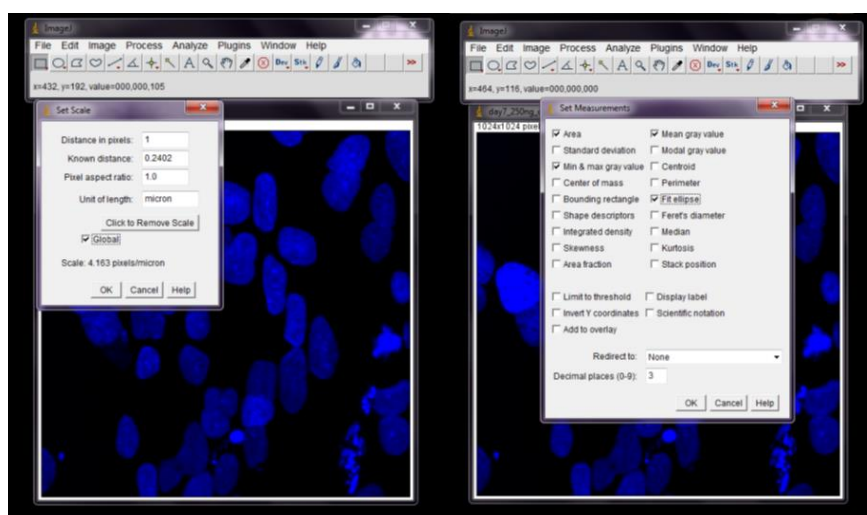 ImageJ
File Edit Image Process Analyze Plugins Window Help
A Dev Stk >>
x=432, y=192, value=000,000,105
Set Scale
Distance in pixels: 1
Known distance: 0.2402
Pixel aspect ratio: 1.0
Unit of length: micron
Click to Remove Scale
Global
Scale: 4.163 pixels/micron
OK Cancel Help
ImageJ
File Edit Image Process Analyze Plugins Window Help
A Dev Stk >>
x=464, y=116, value=000,000,000
day7_250ng_
1024x1024 pixel
Set Measurements
Area Mean gray value
Standard deviation Modal gray value
Min & max gray value Centroid
Center of mass Perimeter
Bounding rectangle Fit ellipse
Shape descriptors Feret's diameter
Integrated density Median
Skewness Kurtosis
Area fraction Stack position
Limit to threshold Display label
Invert Y coordinates Scientific notation
Add to overlay
Redirect to: None
Decimal places (0-9): 3
OK Cancel Help